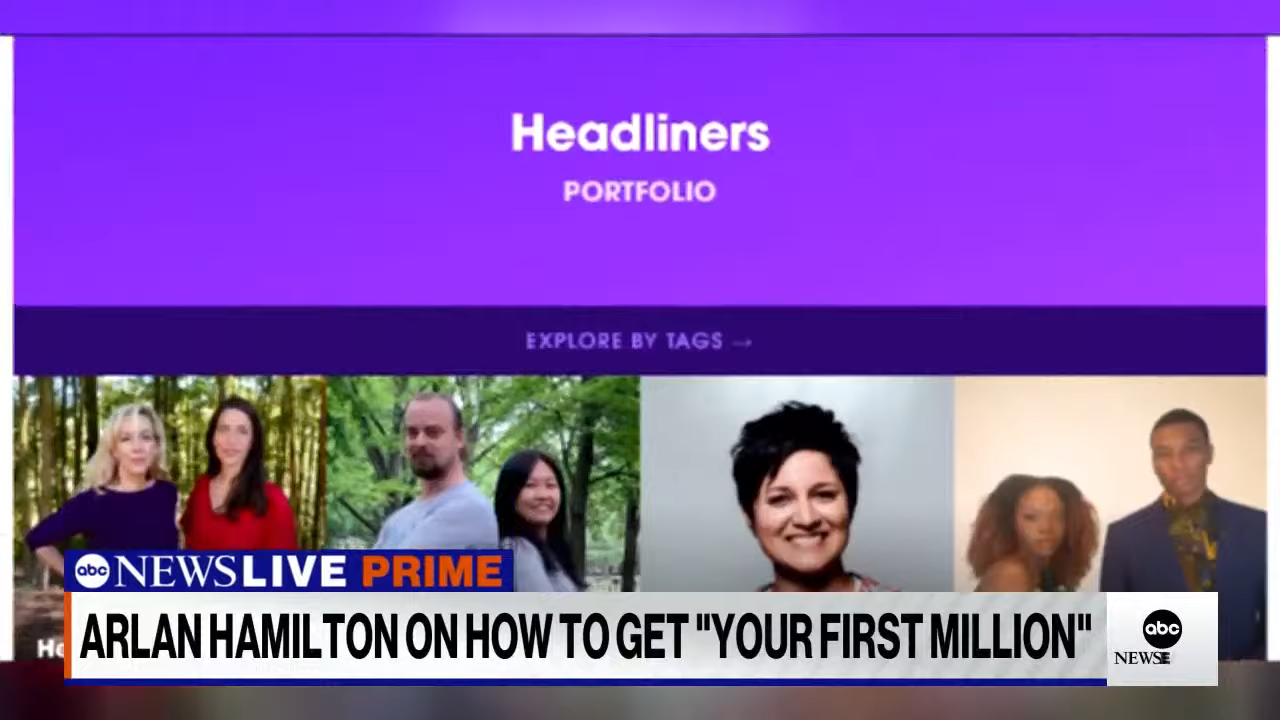 Headliners
PORTFOLIO
EXPLORE BY TAGS →
abc NEWS LIVE PRIME
ARLAN HAMILTON ON HOW TO GET "YOUR FIRST MILLION"
abc
NEWS